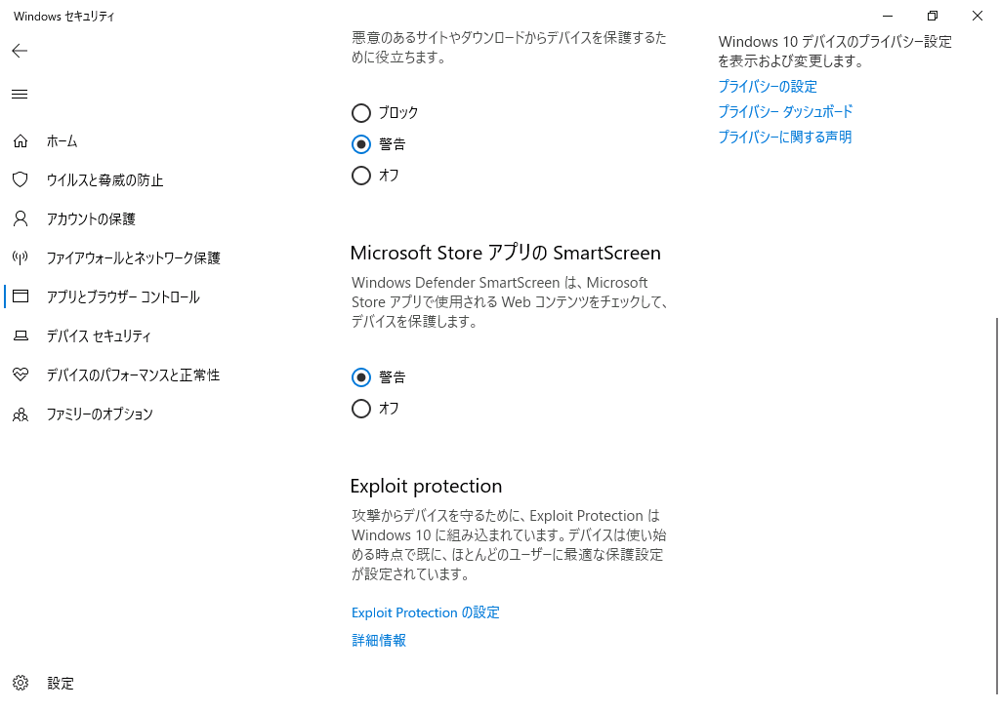 Windows セキュリティ
ホーム
ウイルスと脅威の防止
アカウントの保護
ファイアウォールとネットワーク保護
アプリとブラウザー コントロール
デバイス セキュリティ
デバイスのパフォーマンスと正常性
ファミリーのオプション
設定
悪意のあるサイトやダウンロードからデバイスを保護するた
めに役立ちます。
ブロック
警告
オフ
Microsoft Store アプリの SmartScreen
Windows Defender SmartScreen は、Microsoft
Store アプリで使用される Web コンテンツをチェックして、
デバイスを保護します。
警告
オフ
Exploit protection
攻撃からデバイスを守るために、Exploit Protection は
Windows 10 に組み込まれています。デバイスは使い始
める時点で既に、ほとんどのユーザーに最適な保護設定
が設定されています。
Exploit Protection の設定
詳細情報
Windows 10 デバイスのプライバシー設定
を表示および変更します。
プライバシーの設定
プライバシー ダッシュボード
プライバシーに関する声明